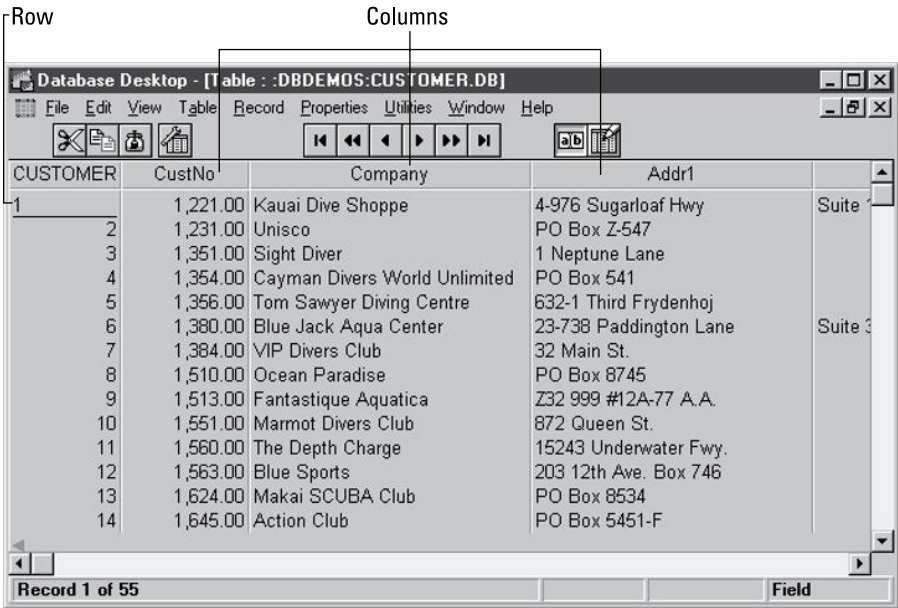 Row
Columns
Database Desktop - [Table : :DBDEMOS:CUSTOMER.DB]
File Edit View Table Record Properties Utilities Window Help
a b
CUSTOMER CustNo Company Addr1
1 1,221.00 Kauai Dive Shoppe 4-976 Sugarloaf Hwy Suite
2 1,231.00 Unisco PO Box Z-547
3 1,351.00 Sight Diver 1 Neptune Lane
4 1,354.00 Cayman Divers World Unlimited PO Box 541
5 1,356.00 Tom Sawyer Diving Centre 632-1 Third Frydenhoj
6 1,380.00 Blue Jack Aqua Center 23-738 Paddington Lane Suite
7 1,384.00 VIP Divers Club 32 Main St.
8 1,510.00 Ocean Paradise PO Box 8745
9 1,513.00 Fantastique Aquatica Z32 999 #12A-77 A.A.
10 1,551.00 Marmot Divers Club 872 Queen St.
11 1,560.00 The Depth Charge 15243 Underwater Fwy.
12 1,563.00 Blue Sports 203 12th Ave. Box 746
13 1,624.00 Makai SCUBA Club PO Box 8534
14 1,645.00 Action Club PO Box 5451-F
Record 1 of 55 Field